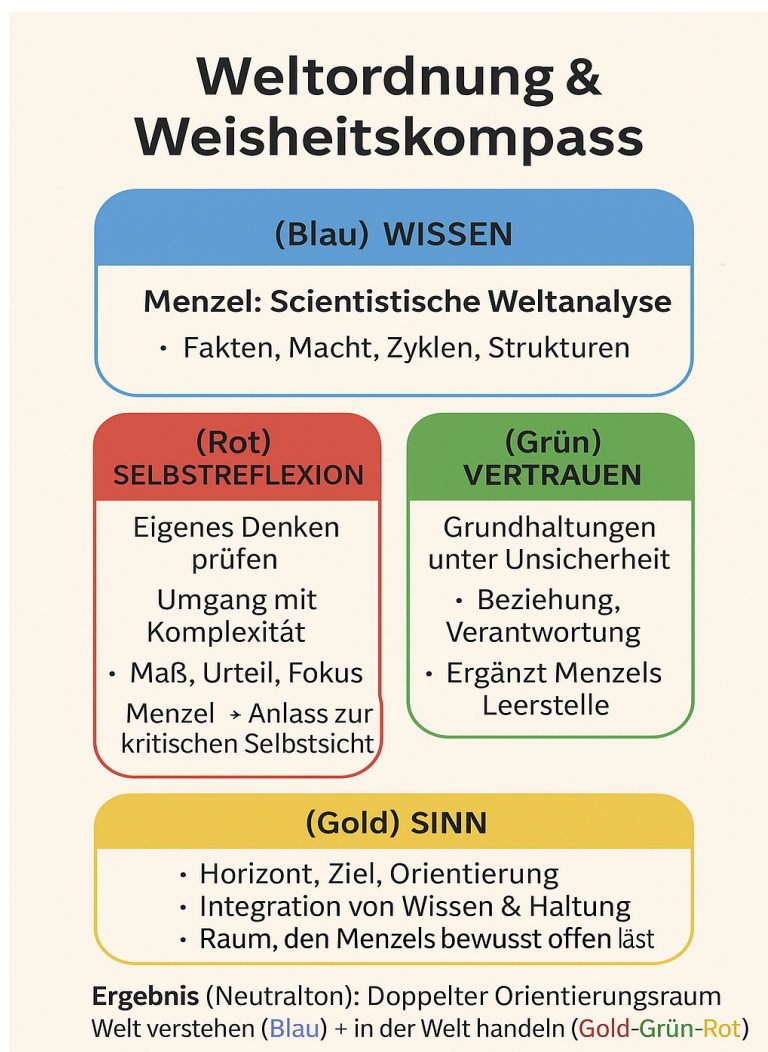 Weltordnung &
Weisheitskompass
(Blau) WISSEN
Menzel: Scientistische Weltanalyse
• Fakten, Macht, Zyklen, Strukturen
(Rot)
SELBSTREFLEXION
Eigenes Denken
prüfen
Umgang mit
Komplexitát
• Maß, Urteil, Fokus
Menzel → Anlass zur
kritischen Selbstsicht
(Grün)
VERTRAUEN
Grundhaltungen
unter Unsicherheit
• Beziehung,
Verantwortung
• Ergänzt Menzels
Leerstelle
(Gold) SINN
• Horizont, Ziel, Orientierung
• Integration von Wissen & Haltung
• Raum, den Menzels bewusst offen läst
Ergebnis (Neutralton): Doppelter Orientierungsraum
Welt verstehen (Blau) + in der Welt handeln (Gold-Grün-Rot)